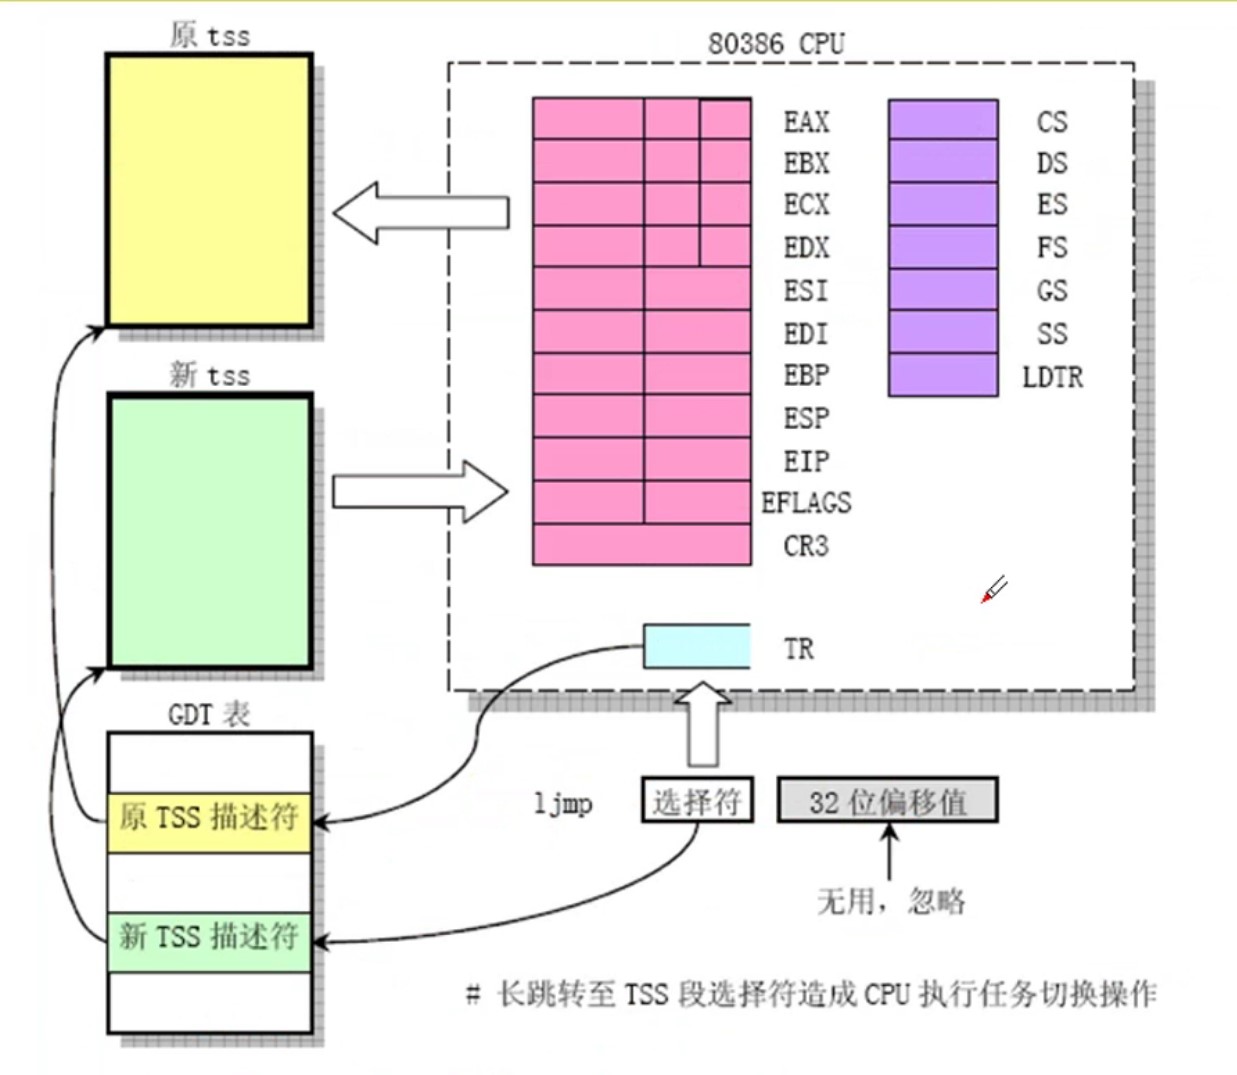 原 tss
80386 CPU
EAX
EBX
ECX
EDX
ESI
EDI
EBP
ESP
EIP
EFLAGS
CR3
CS
DS
ES
FS
GS
SS
LDTR
新 tss
TR
GDT 表
原 TSS 描述符
新 TSS 描述符
ljmp 选择符 32 位偏移值
无用，忽略
# 长跳转至 TSS 段选择符造成 CPU 执行任务切换操作